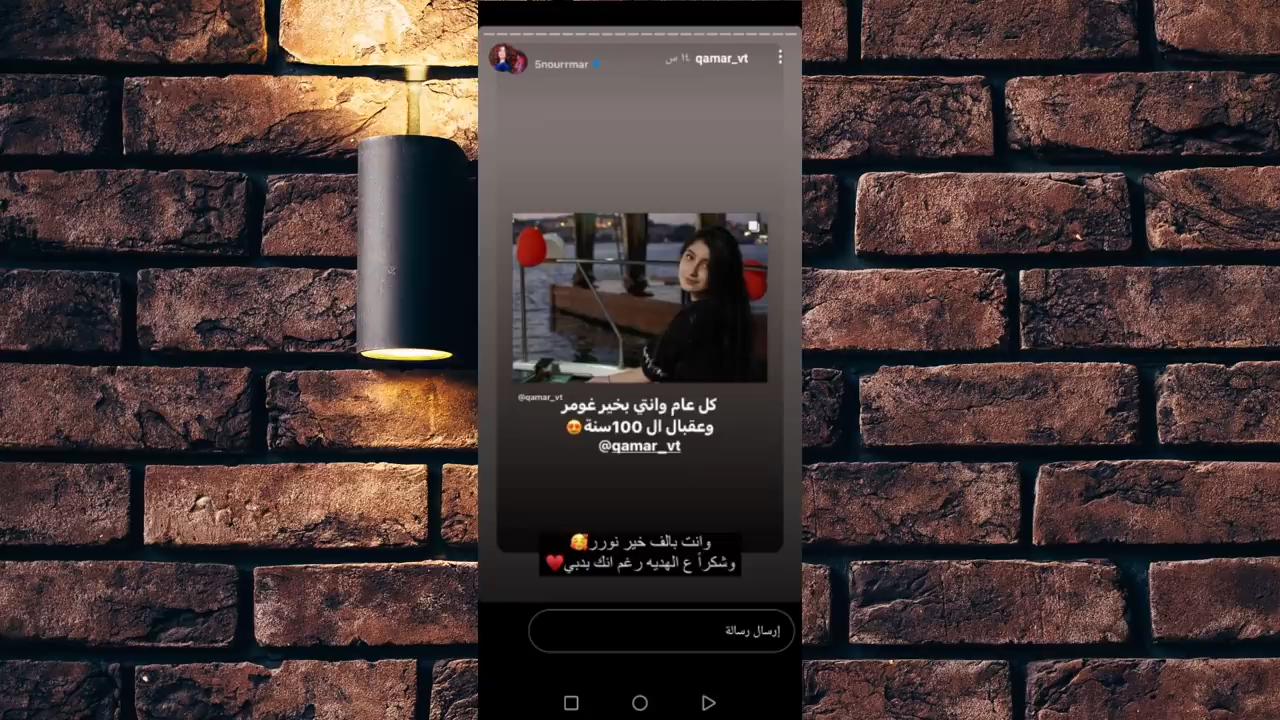 5nourrmar
qamar_vt ١٤ س
@qamar_vt
كل عام وانتي بخير غومر
وعقبال ال 100سنة😍
@qamar_vt
وانت بالف خير نورر🥰
وشكراً ع الهديه رغم انك بدبي❤️
إرسال رسالة